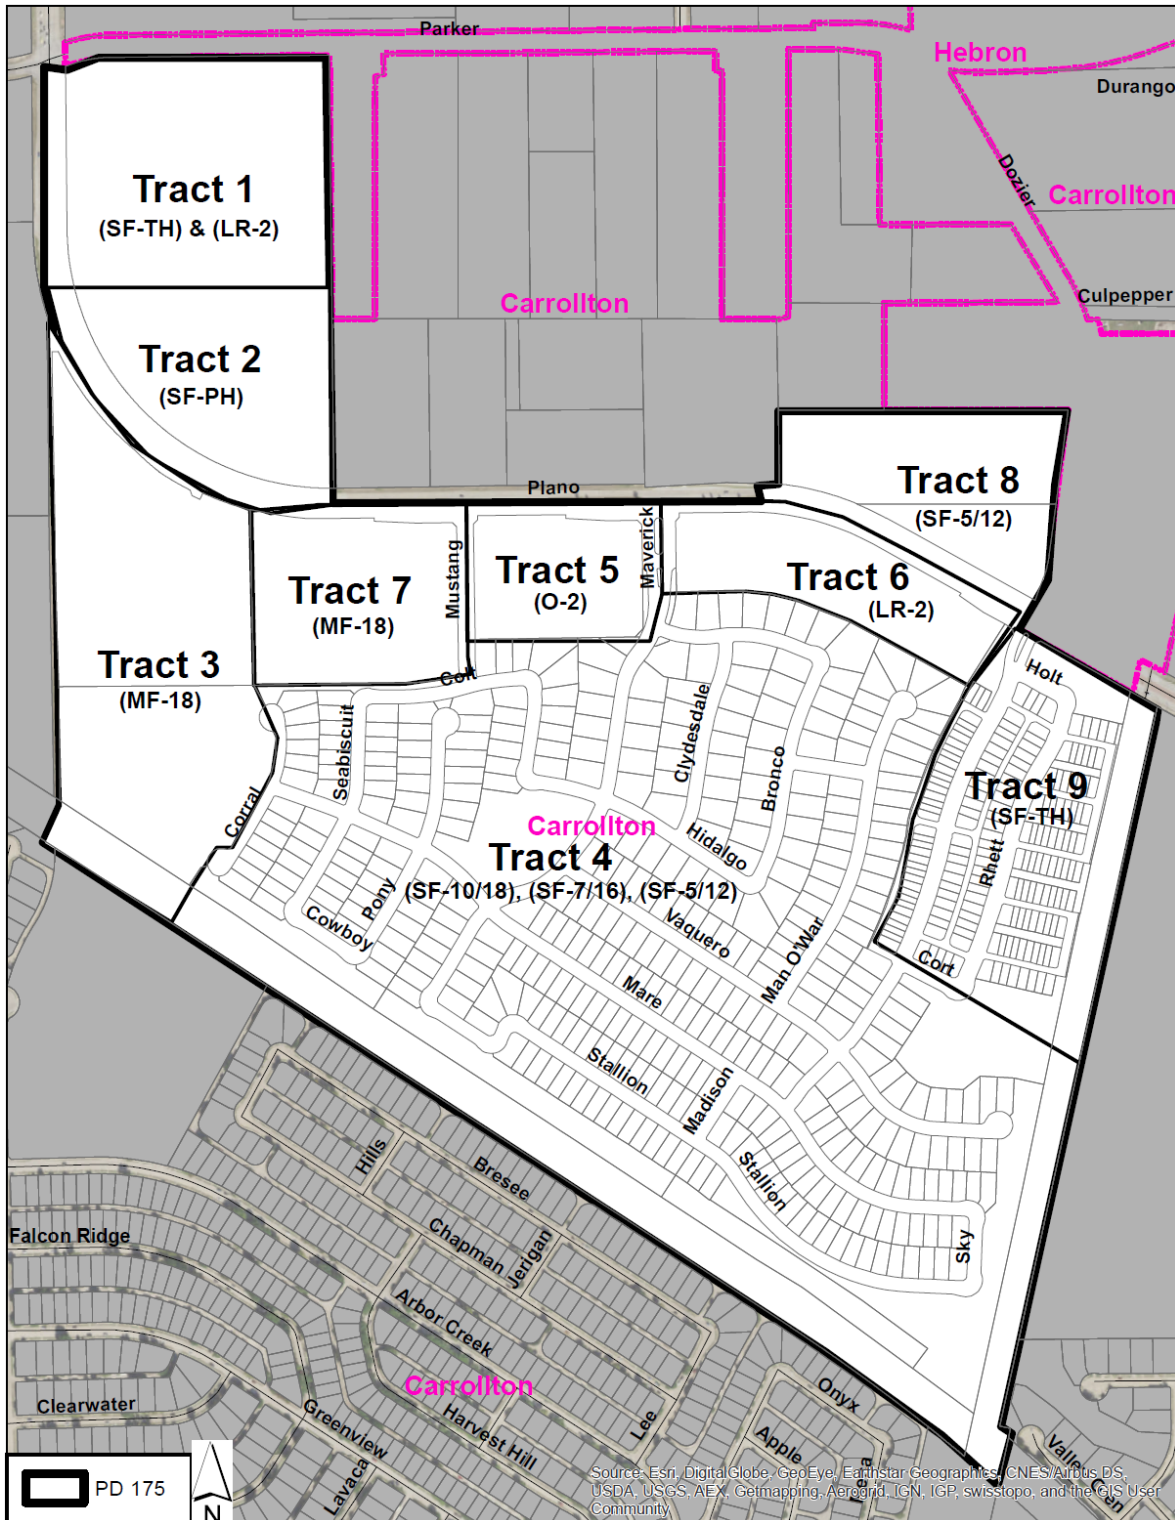 Parker
Hebron
Durango
Dozier
Carrollton
Tract 1
(SF-TH) & (LR-2)
Culpepper
Carrollton
Tract 2
(SF-PH)
Plano
Tract 8
(SF-5/12)
Mustang
Maverick
Tract 5
(O-2)
Tract 7
(MF-18)
Tract 6
(LR-2)
Tract 3
(MF-18)
Colt
Holt
Seabiscuit
Clydesdale
Bronco
Tract 9
(SF-TH)
Corral
Carrollton
Hidalgo
Rhett
Tract 4
(SF-10/18), (SF-7/16), (SF-5/12)
Pony
Cowboy
Vaquero
Man O'War
Cort
Mare
Stallion
Madison
Stallion
Hills
Bresee
Sky
Falcon Ridge
Chapman
Jerigan
Arbor Creek
Carrollton
Clearwater
Greenview
Harvest Hill
Lee
Onyx
Apple
Lavaca
PD 175
N
Source: Esri, DigitalGlobe, GeoEye, Earthstar Geographics, CNES/Airbus DS,
USDA, USGS, AEX, Getmapping, Aerogrid, IGN, IGP, swisstopo, and the GIS User
Community